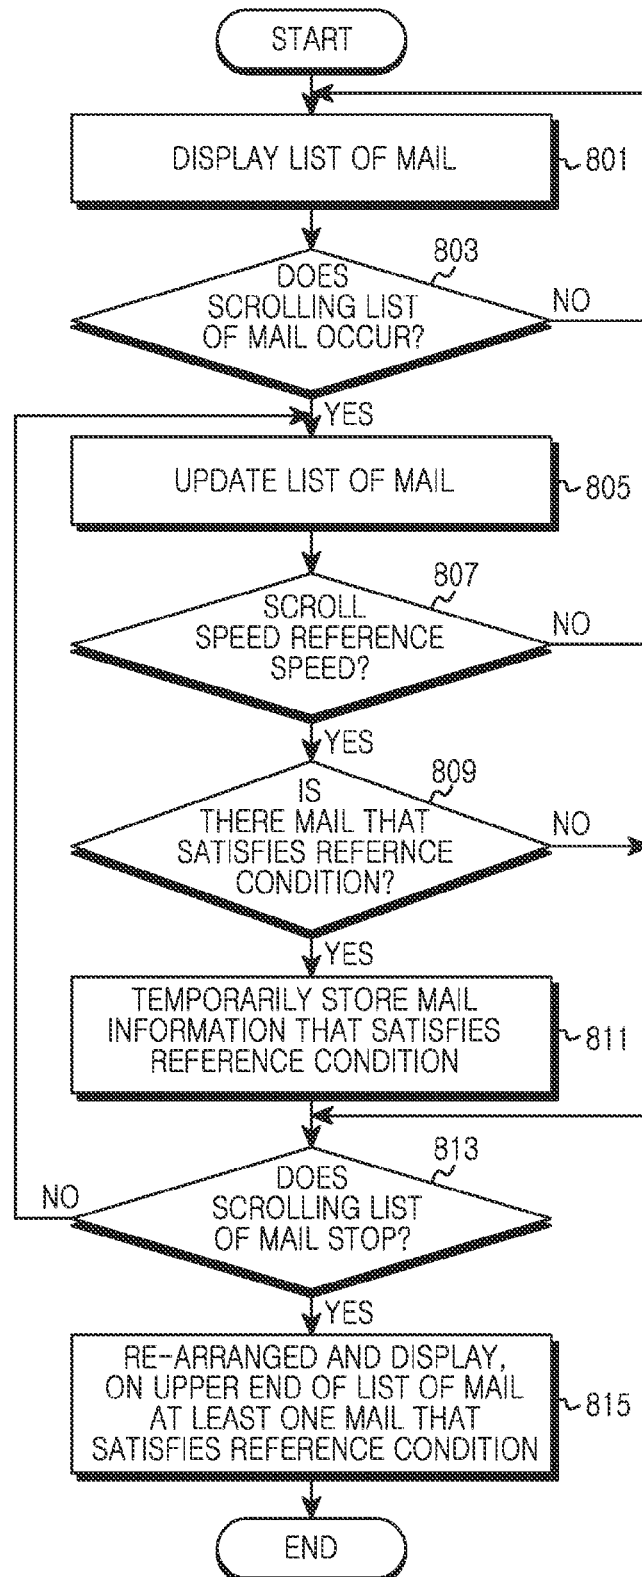 START
DISPLAY LIST OF MAIL
801
803
DOES
SCROLLING LIST
OF MAIL OCCUR?
NO
YES
UPDATE LIST OF MAIL
805
807
SCROLL
SPEED REFERENCE
SPEED?
NO
YES
809
IS
THERE MAIL THAT
SATISFIES REFERNCE
CONDITION?
NO
YES
TEMPORARILY STORE MAIL
INFORMATION THAT SATISFIES
REFERENCE CONDITION
811
813
DOES
SCROLLING LIST
OF MAIL STOP?
NO
YES
RE-ARRANGED AND DISPLAY,
ON UPPER END OF LIST OF MAIL
AT LEAST ONE MAIL THAT
SATISFIES REFERENCE CONDITION
815
END